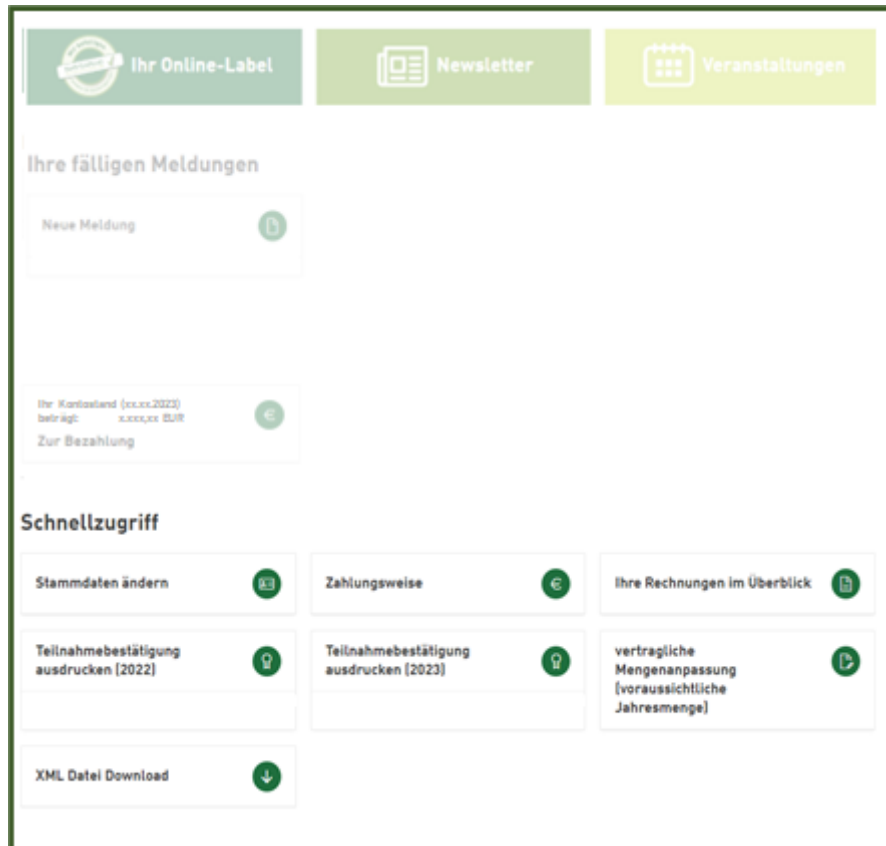 Ihr Online-Label
Newsletter
Veranstaltungen
Ihre fälligen Meldungen
Neue Meldung
Ihr Kontostand (xx.xx.2023)
beträgt: x.xxx,xx EUR
Zur Bezahlung
Schnellzugriff
Stammdaten ändern
Zahlungsweise
Ihre Rechnungen im Überblick
Teilnahmebestätigung
ausdrucken (2022)
Teilnahmebestätigung
ausdrucken (2023)
vertragliche
Mengenanpassung
(voraussichtliche
Jahresmenge)
XML Datei Download